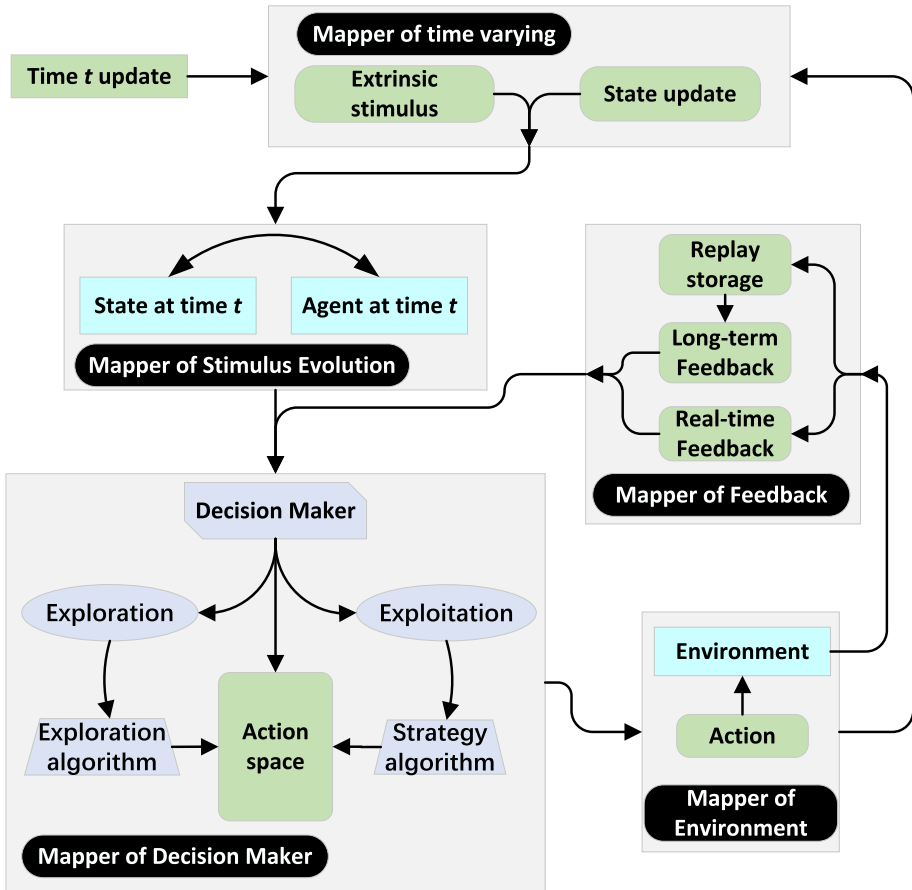 Mapper of time varying
Time t update
Extrinsic
stimulus
State update
State at time t
Agent at time t
Mapper of Stimulus Evolution
Replay
storage
Long-term
Feedback
Real-time
Feedback
Mapper of Feedback
Decision Maker
Exploration
Exploitation
Exploration
algorithm
Action
space
Strategy
algorithm
Mapper of Decision Maker
Environment
Action
Mapper of
Environment